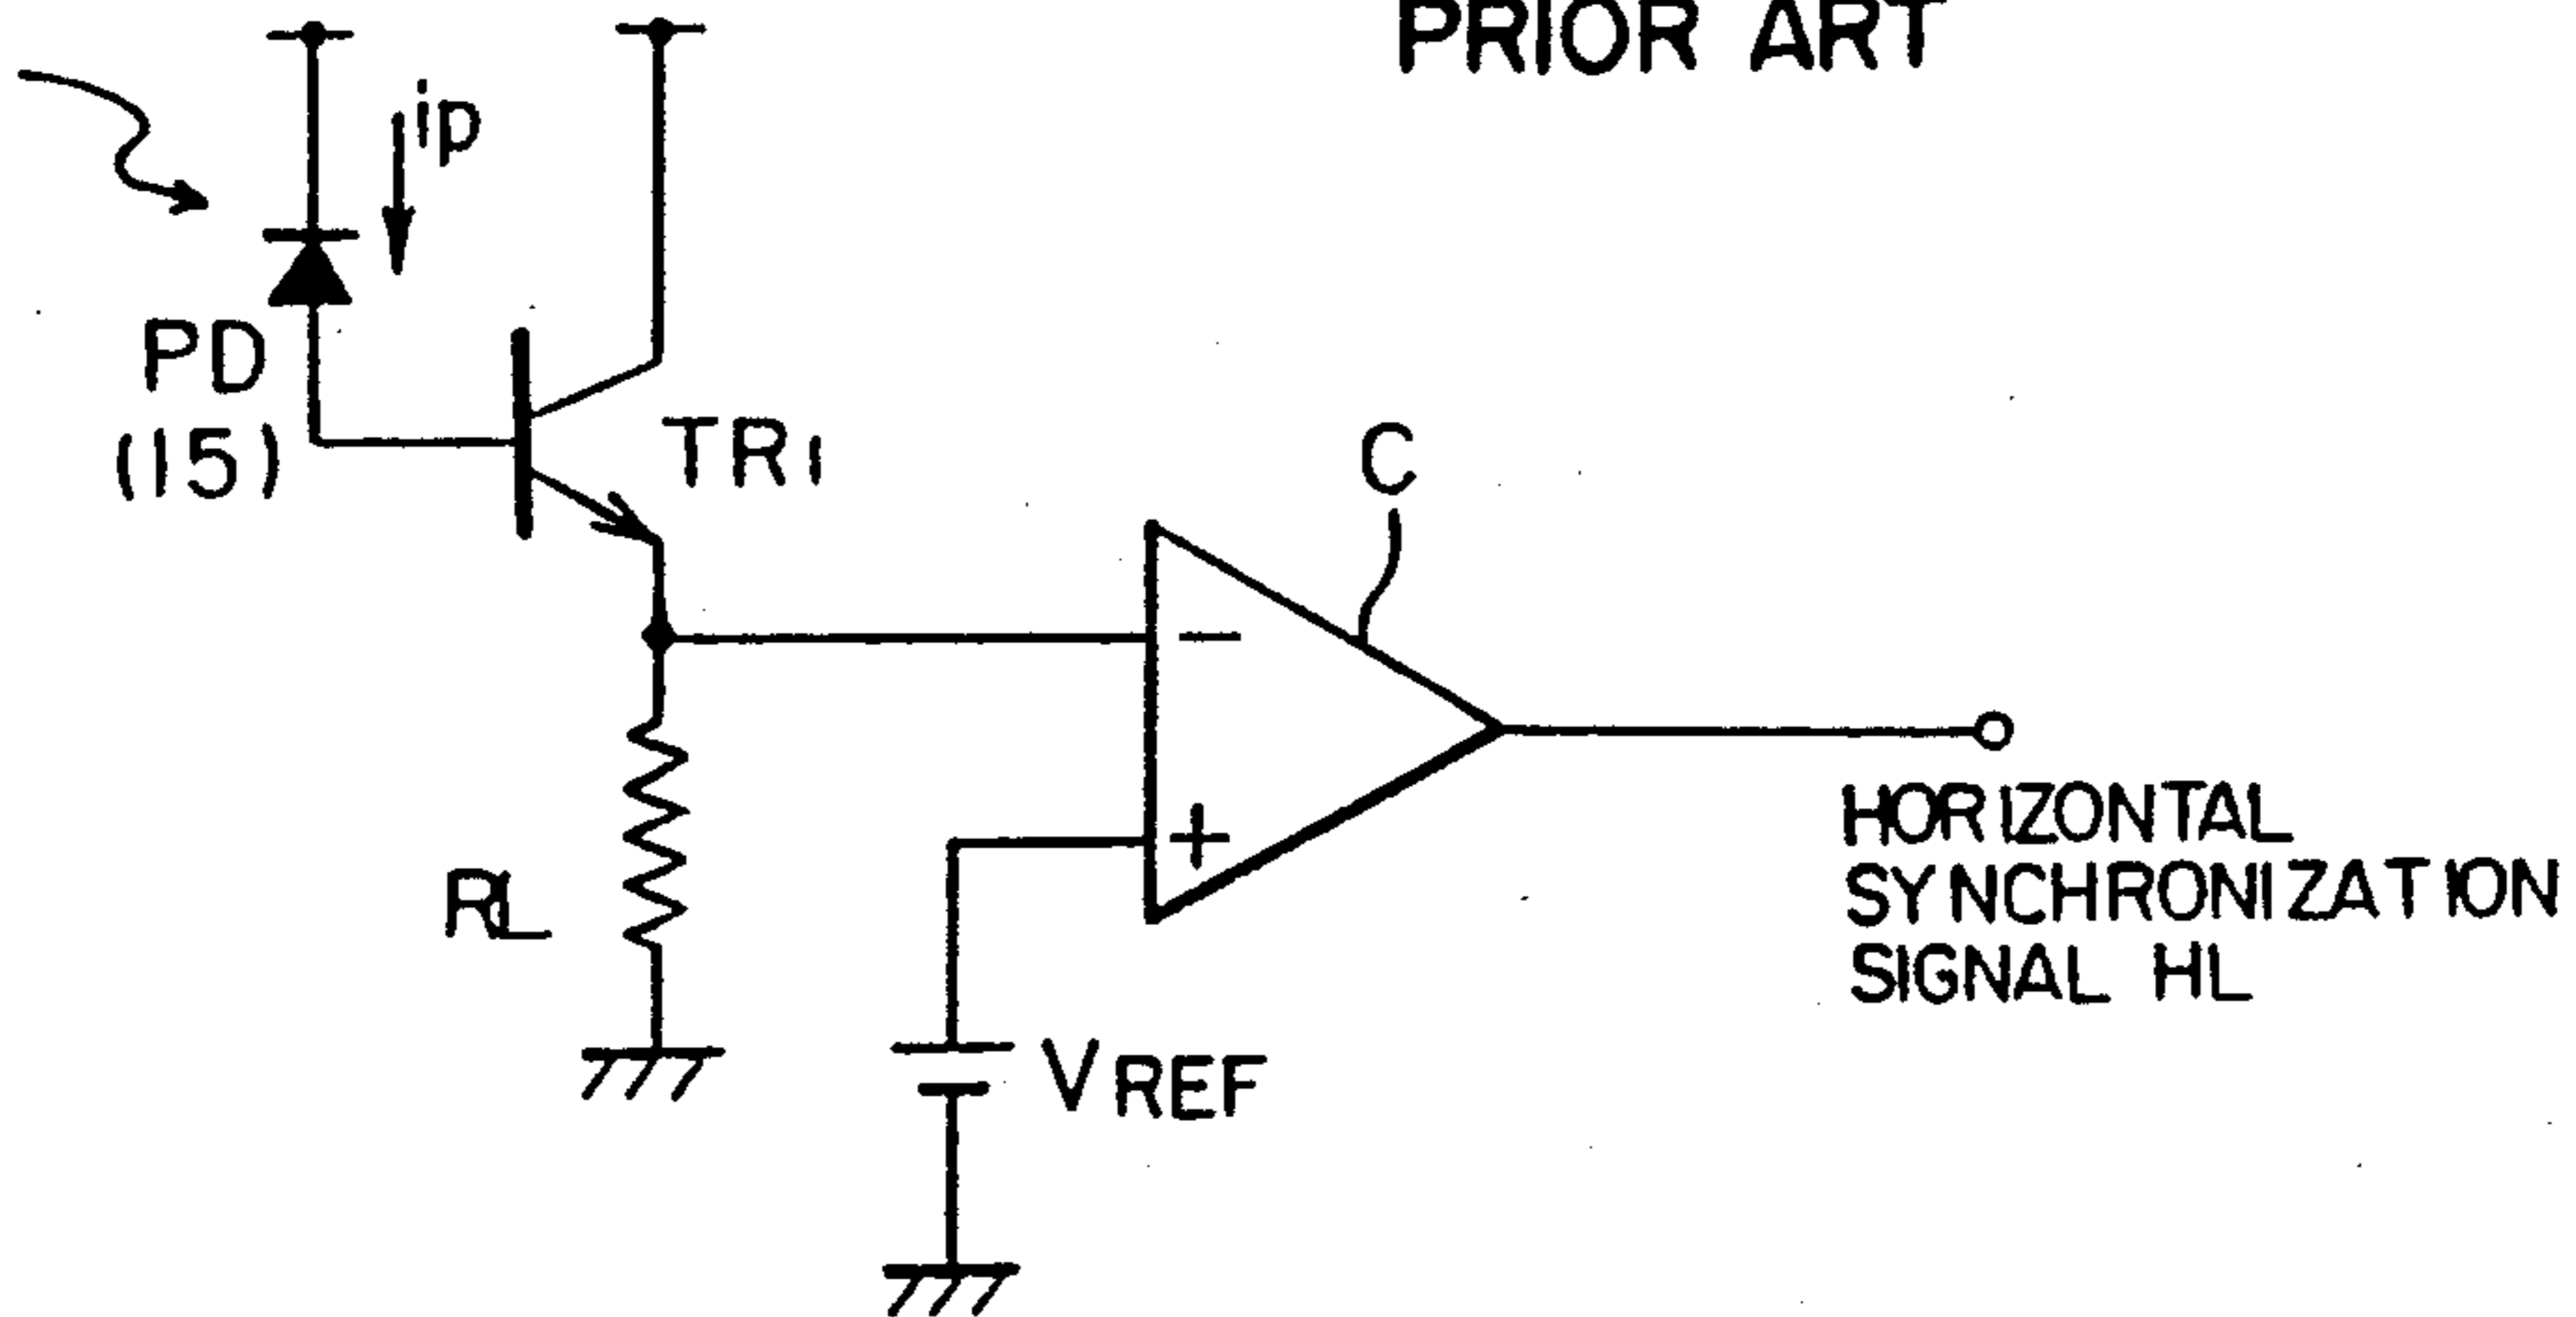 PRIOR ART
ip
PD
(15)
TR1
C
−
+
RL
VREF
HORIZONTAL
SYNCHRONIZATION
SIGNAL HL